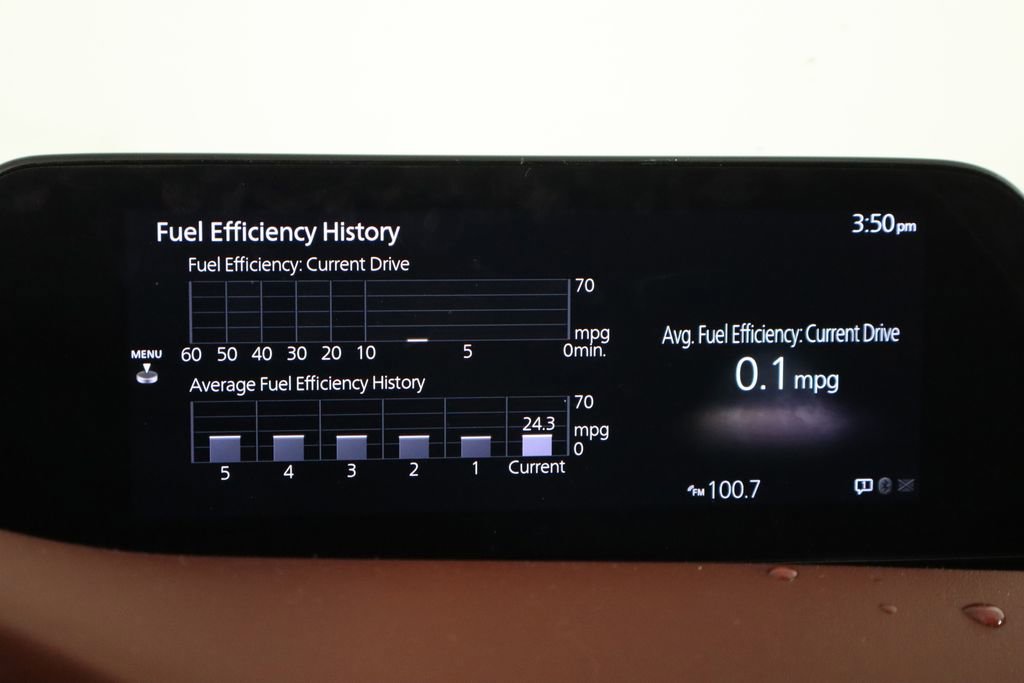 Fuel Efficiency History
3:50pm
Fuel Efficiency: Current Drive
70
mpg
MENU
60 50 40 30 20 10 5 0min.
Avg. Fuel Efficiency: Current Drive
0.1 mpg
Average Fuel Efficiency History
70
24.3
mpg
0
5 4 3 2 1 Current
FM 100.7
1